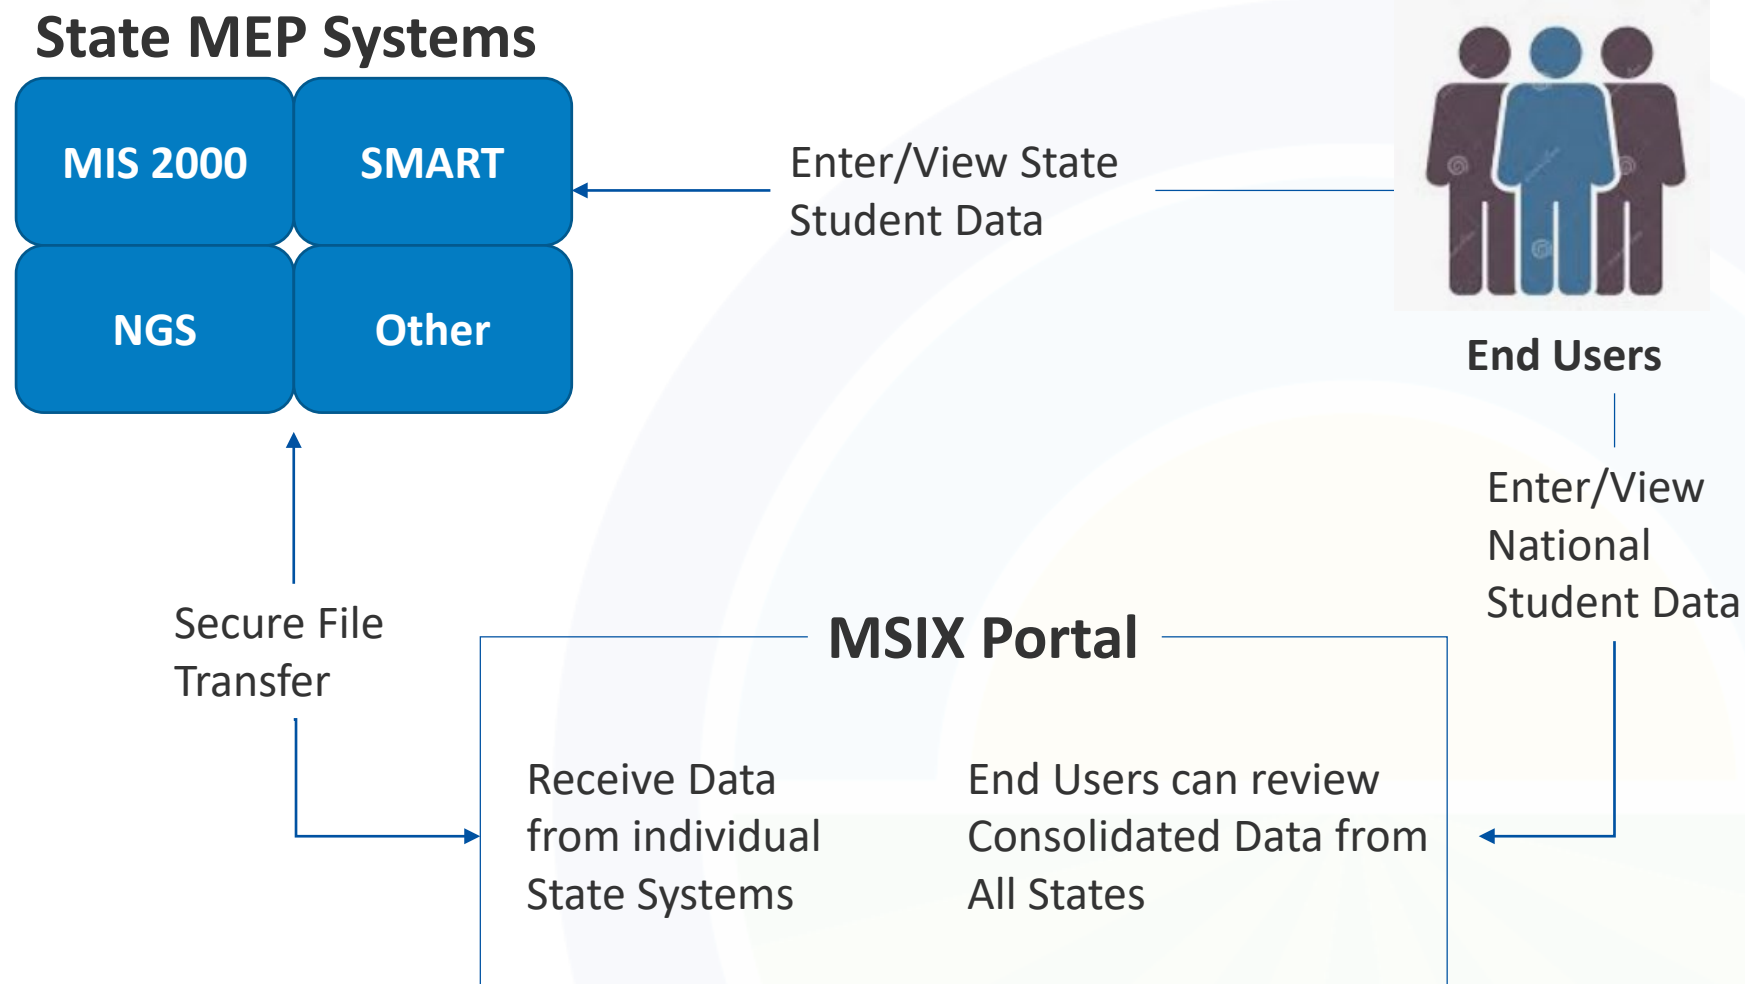 State MEP Systems
MIS 2000
SMART
NGS
Other
Enter/View State
Student Data
End Users
Enter/View
National
Student Data
Secure File
Transfer
MSIX Portal
Receive Data
from individual
State Systems
End Users can review
Consolidated Data from
All States